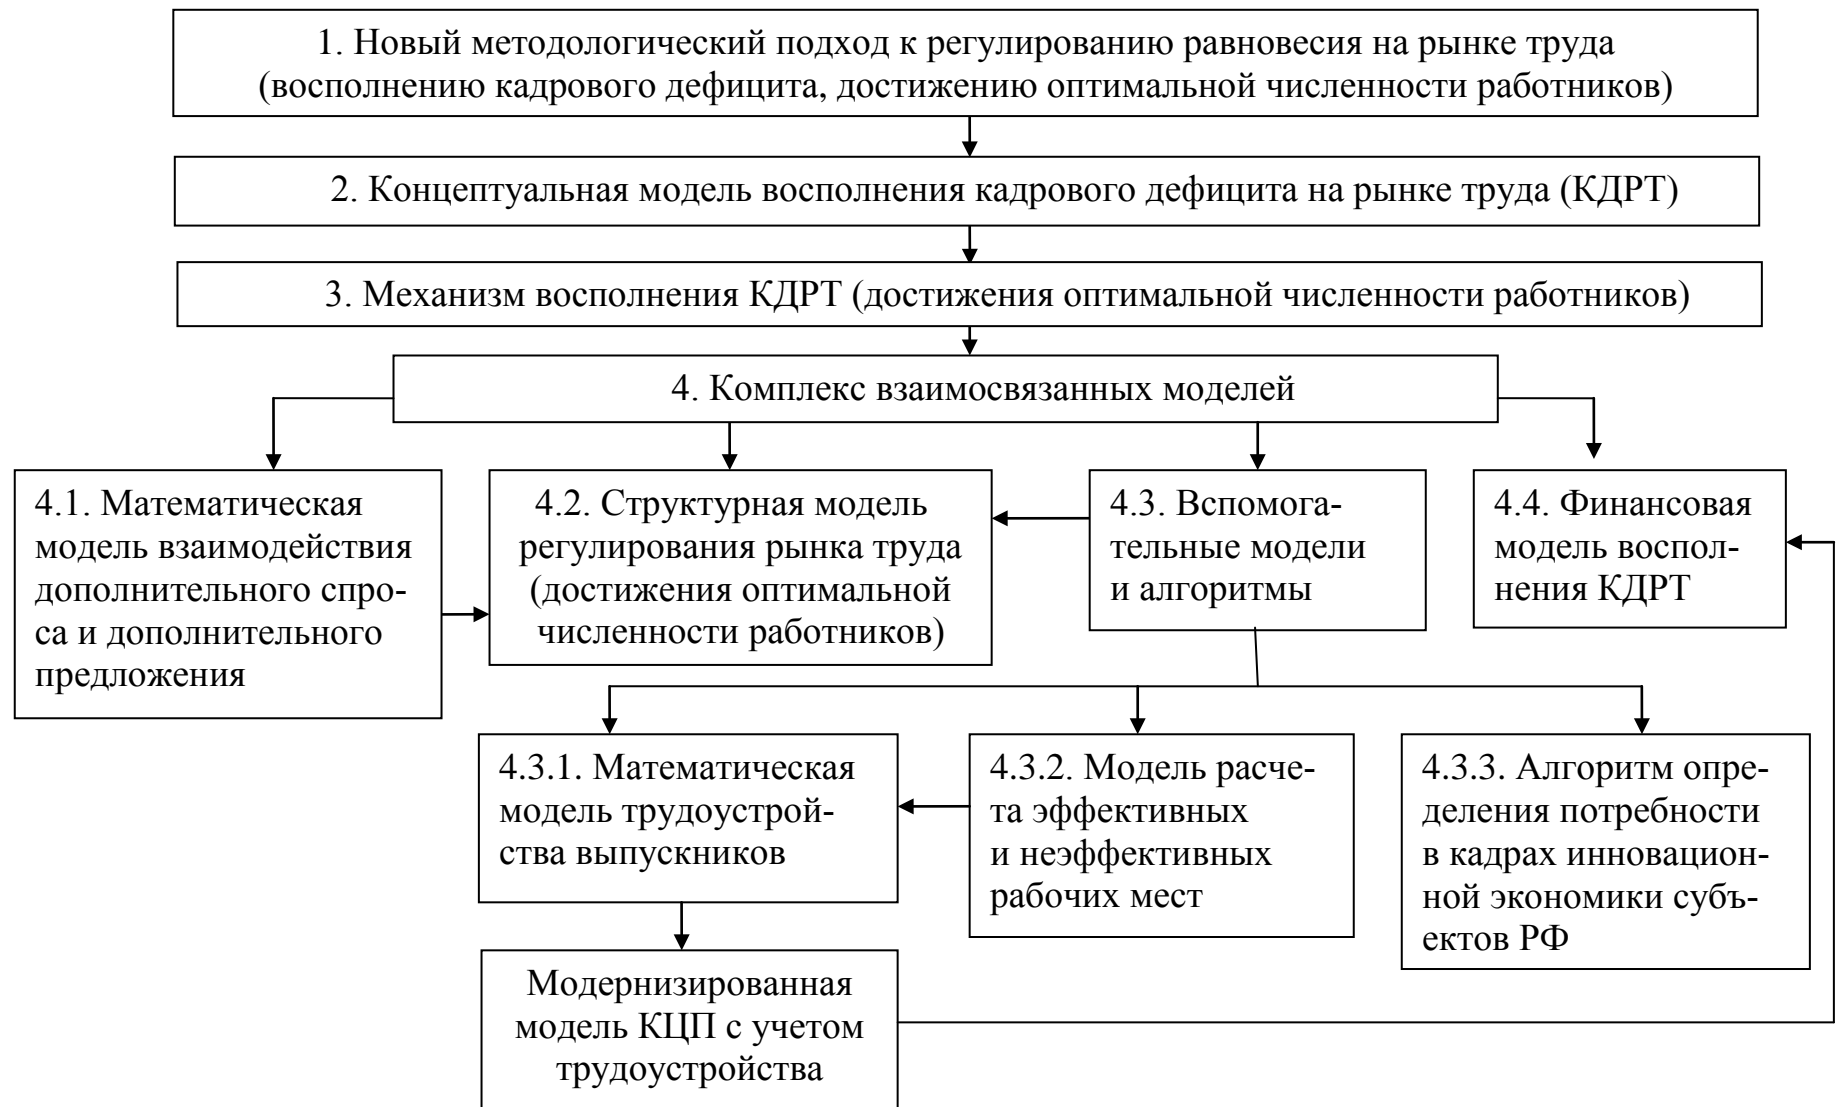 1. Новый методологический подход к регулированию равновесия на рынке труда
(восполнению кадрового дефицита, достижению оптимальной численности работников)
2. Концептуальная модель восполнения кадрового дефицита на рынке труда (КДРТ)
3. Механизм восполнения КДРТ (достижения оптимальной численности работников)
4. Комплекс взаимосвязанных моделей
4.1. Математическая
модель взаимодействия
дополнительного спро-
са и дополнительного
предложения
4.2. Структурная модель
регулирования рынка труда
(достижения оптимальной
численности работников)
4.3. Вспомога-
тельные модели
и алгоритмы
4.4. Финансовая
модель воспол-
нения КДРТ
4.3.1. Математическая
модель трудоустрой-
ства выпускников
4.3.2. Модель расче-
та эффективных
и неэффективных
рабочих мест
4.3.3. Алгоритм опре-
деления потребности
в кадрах инновацион-
ной экономики субъ-
ектов РФ
Модернизированная
модель КЦП с учетом
трудоустройства